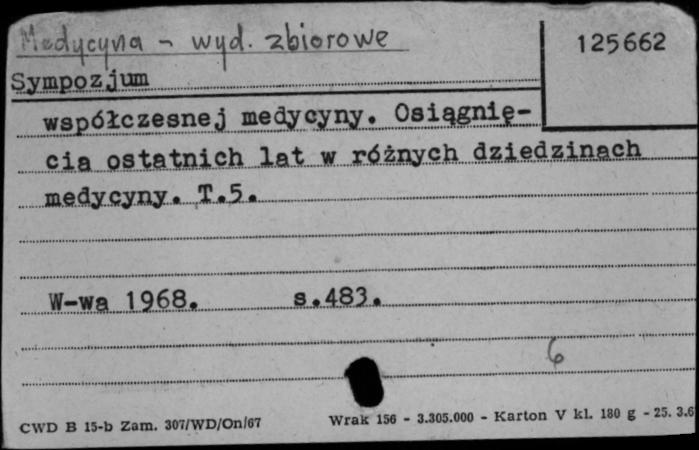 Medycyna - wyd. zbiorowe
125662
Sympozjum
współczesnej medycyny. Osiągnię-
cia ostatnich lat w różnych dziedzinach
medycyny. T.5.
W-wa 1968. s.483.
6
CWD B 15-b Zam. 307/WD/On/67
Wrak 156 - 3.305.000 - Karton V kl. 180 g - 25. 3.6